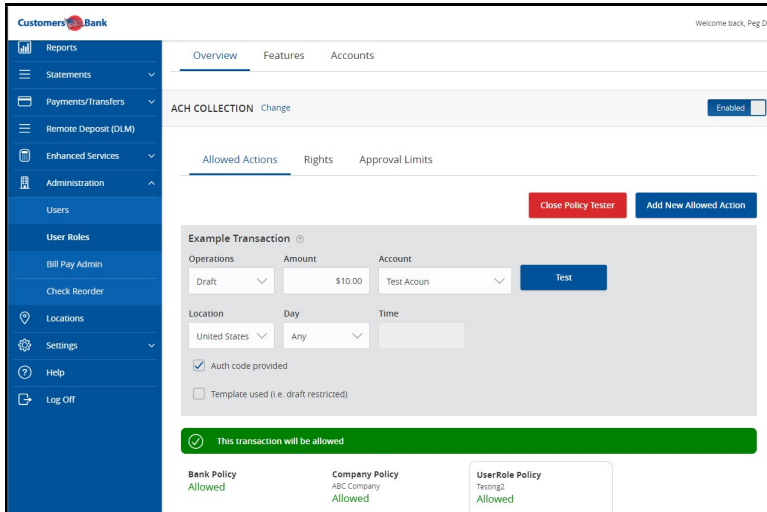 Customers Bank
Welcome back, Peg D
Reports
Statements
Payments/Transfers
Remote Deposit (DLM)
Enhanced Services
Administration
Users
User Roles
Bill Pay Admin
Check Reorder
Locations
Settings
Help
Log Off
Overview Features Accounts
ACH COLLECTION Change
Enabled
Allowed Actions Rights Approval Limits
Close Policy Tester Add New Allowed Action
Example Transaction ?
Operations Amount Account
Draft $10.00 Test Acoun Test
Location Day Time
United States Any
Auth code provided
Template used (i.e. draft restricted)
This transaction will be allowed
Bank Policy
Allowed
Company Policy
ABC Company
Allowed
UserRole Policy
Testing2
Allowed